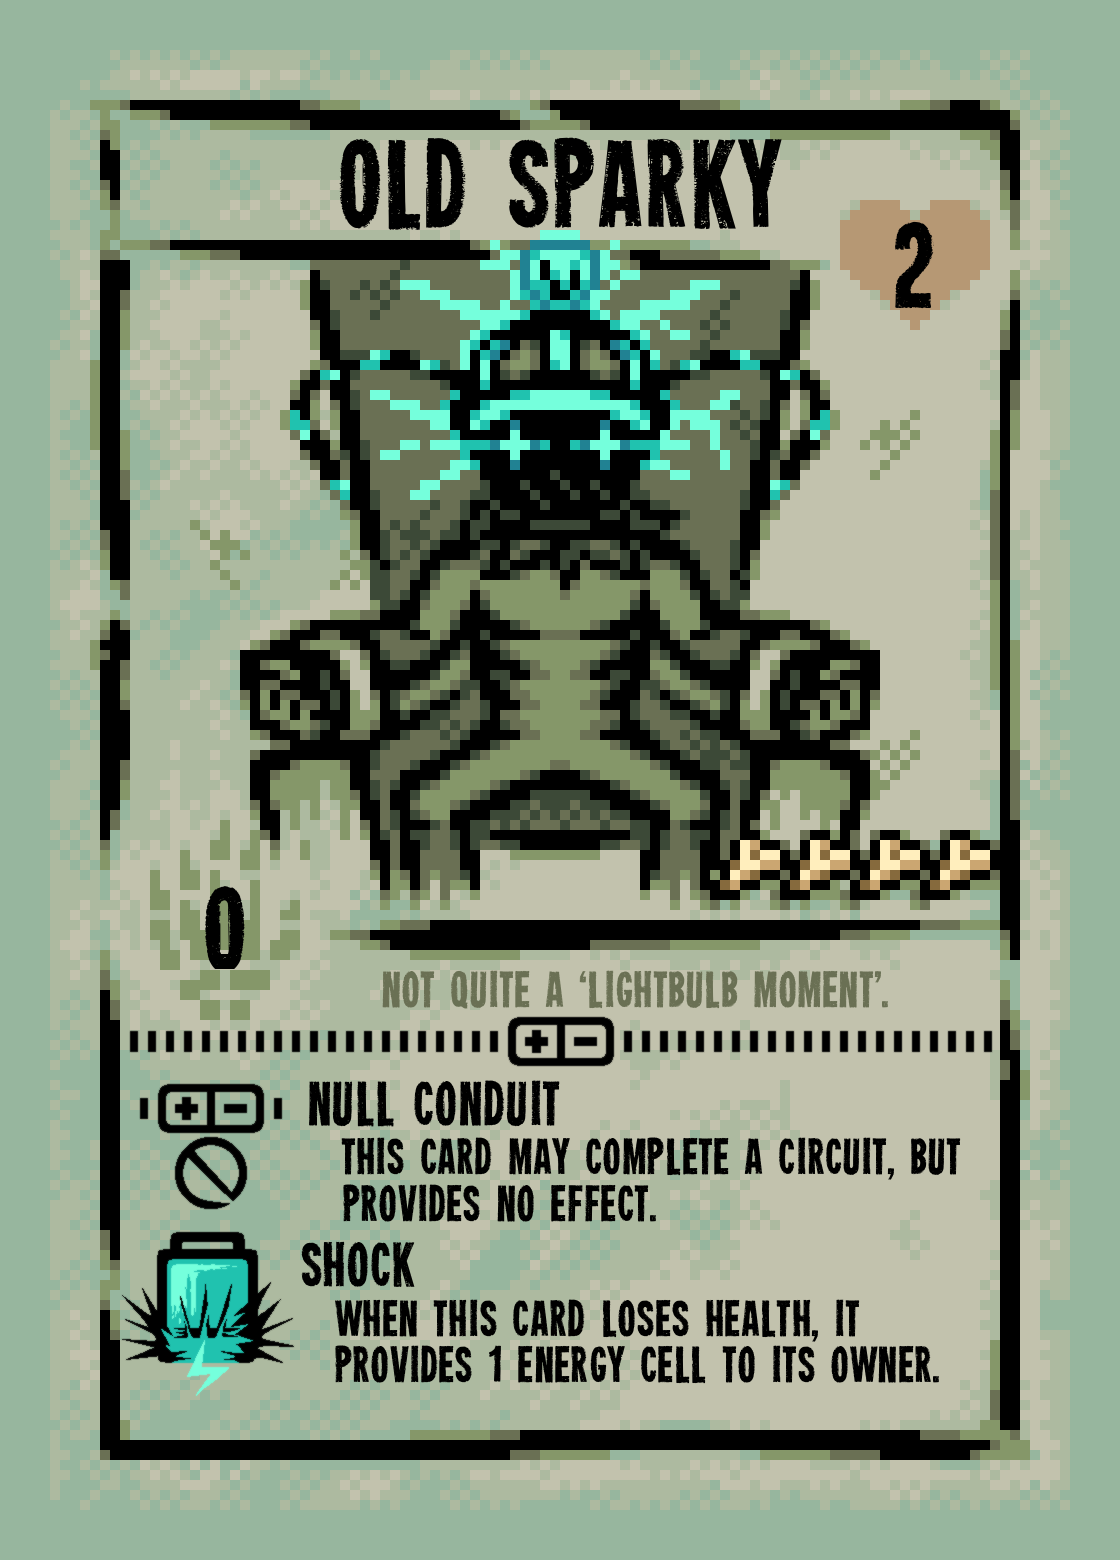 OLD SPARKY
2
0
NOT QUITE A ‘LIGHTBULB MOMENT’.
NULL CONDUIT
THIS CARD MAY COMPLETE A CIRCUIT, BUT
PROVIDES NO EFFECT.
SHOCK
WHEN THIS CARD LOSES HEALTH, IT
PROVIDES 1 ENERGY CELL TO ITS OWNER.